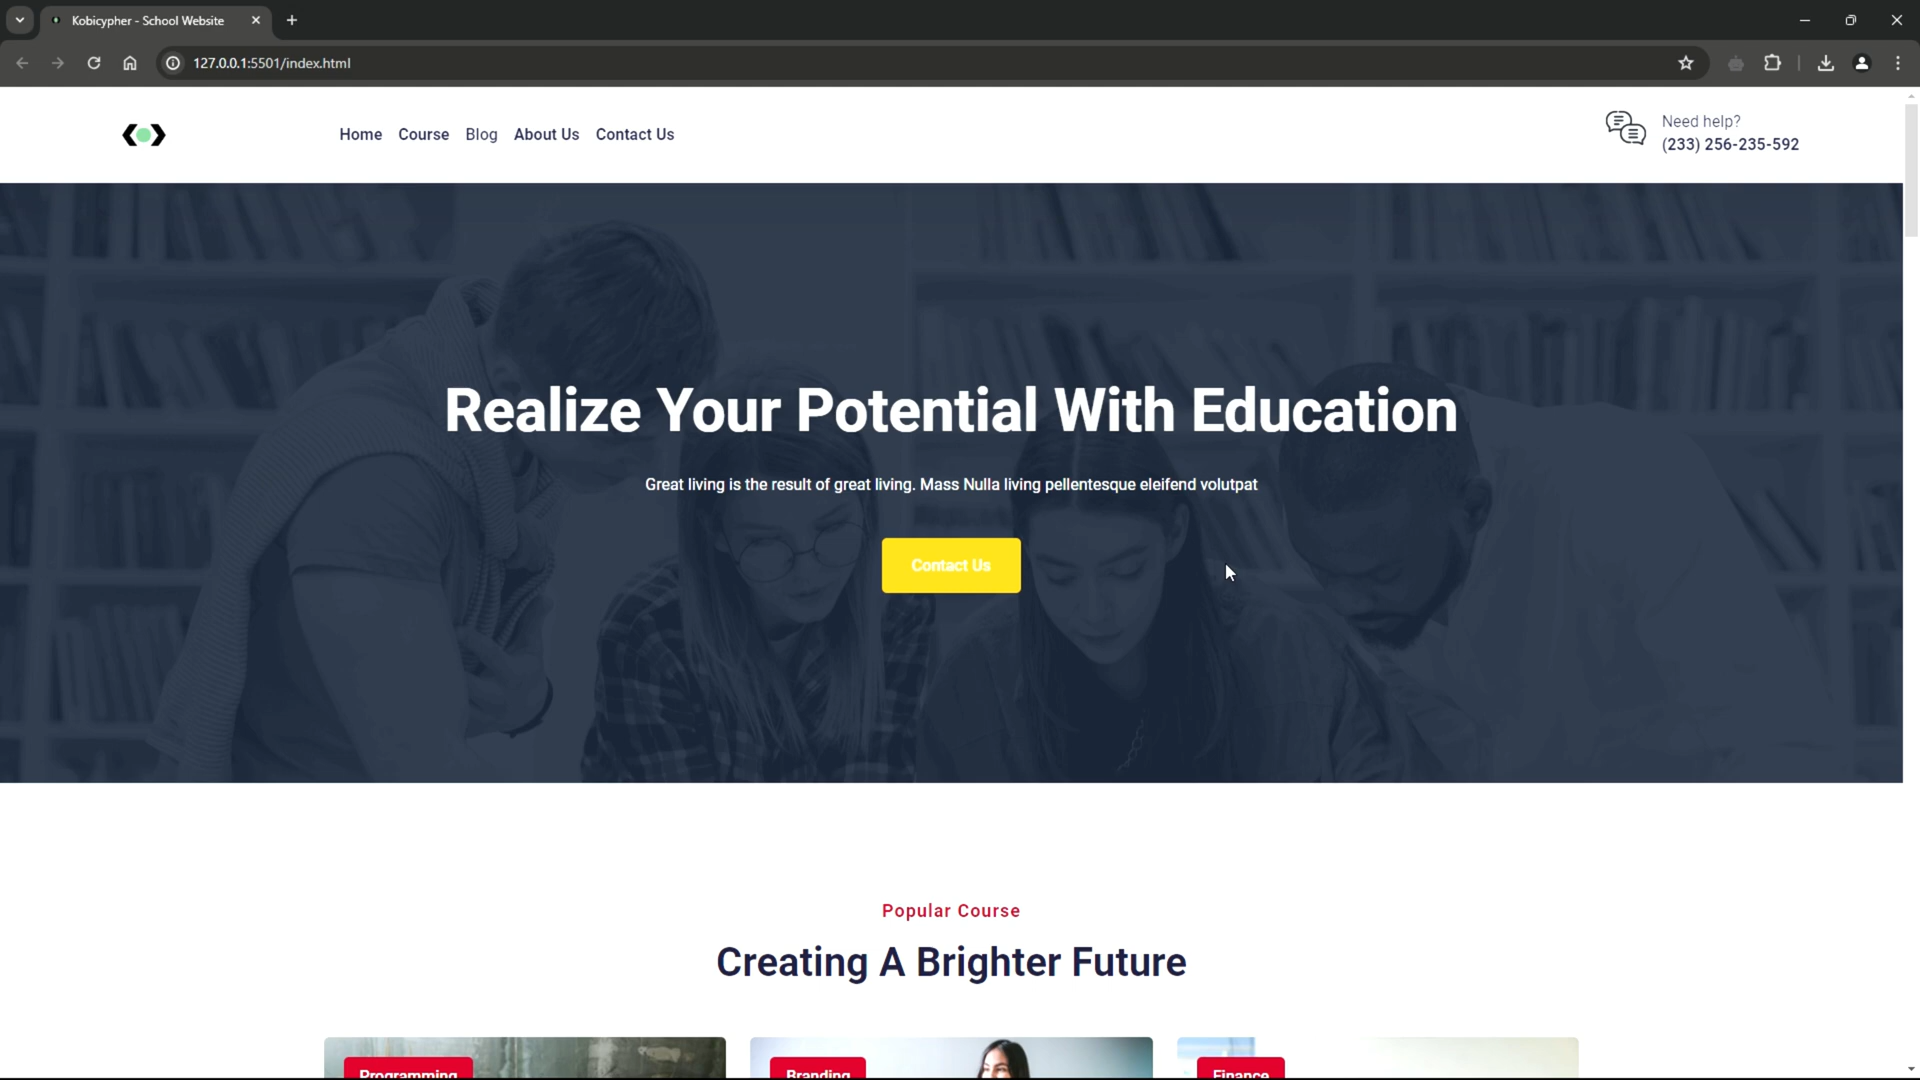 Kobicypher - School Website
127.0.0.1:5501/index.html
Home Course Blog About Us Contact Us
Need help?
(233) 256-235-592
Realize Your Potential With Education
Great living is the result of great living. Mass Nulla living pellentesque eleifend volutpat
Contact Us
Popular Course
Creating A Brighter Future
Programming
Branding
Finance